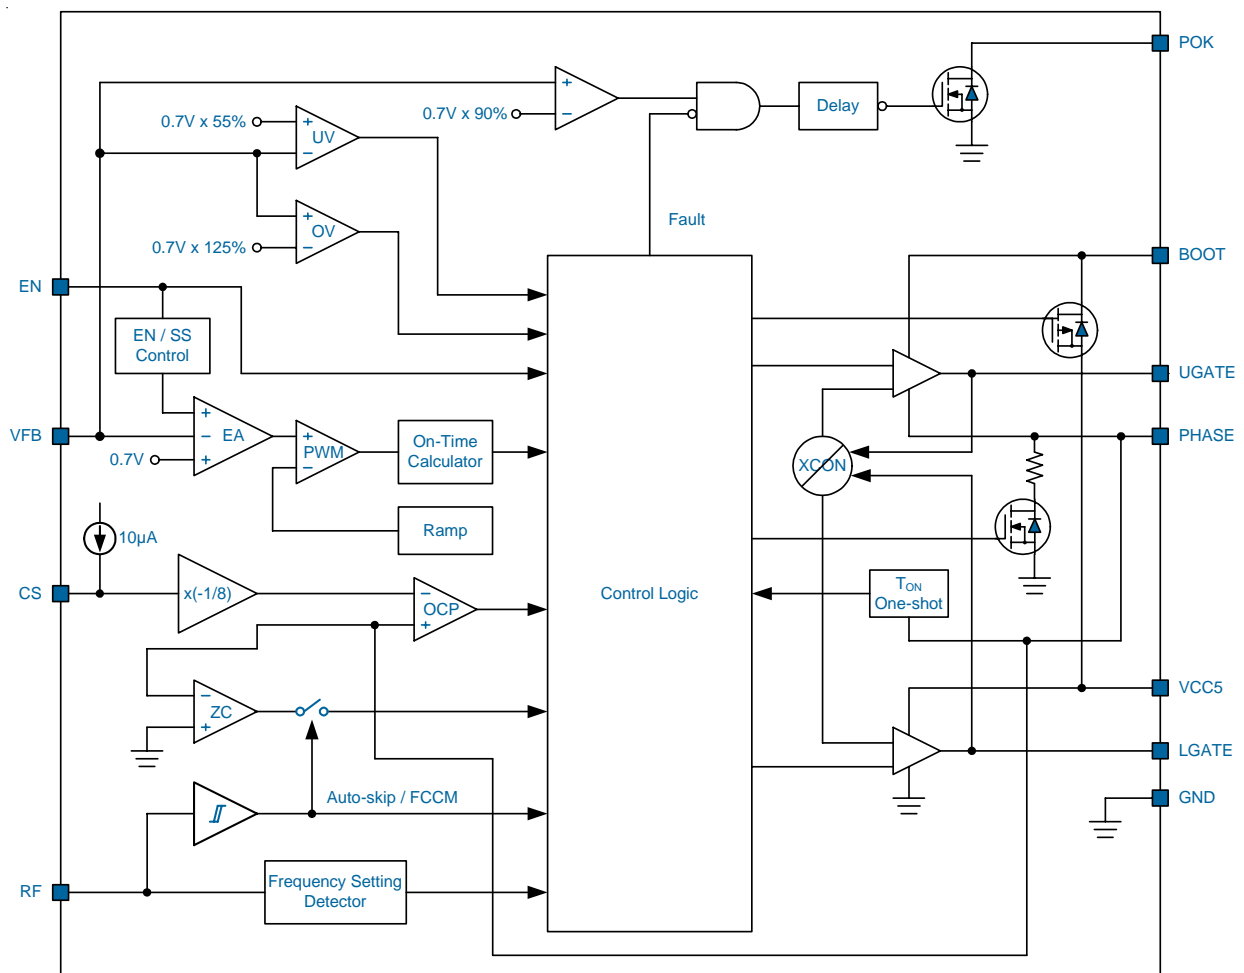 POK
+
−
0.7V x 90%
Delay
0.7V x 55%
+
−
UV
+
−
OV
0.7V x 125%
Fault
BOOT
EN
EN / SS
Control
UGATE
VFB
+
−
+
EA
0.7V
+
−
PWM
On-Time
Calculator
PHASE
XCON
Ramp
10µA
CS
x(-1/8)
−
+
OCP
Control Logic
TON
One-shot
−
+
ZC
VCC5
LGATE
Auto-skip / FCCM
GND
RF
Frequency Setting
Detector